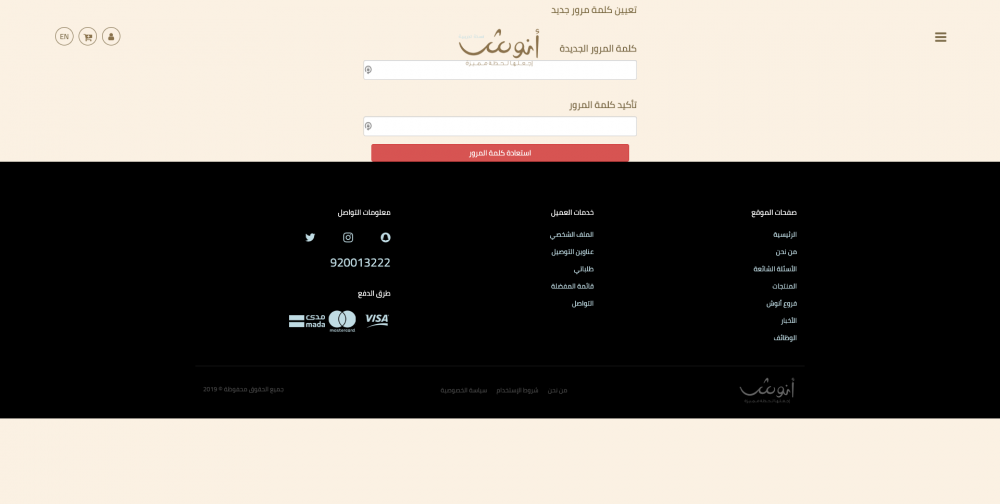 تعيين كلمة مرور جديد
EN
أنوش
إجعلها لحظة مميزة
كلمة المرور الجديدة
تأكيد كلمة المرور
استعادة كلمة المرور
صفحات الموقع
الرئيسية
من نحن
الأسئلة الشائعة
المنتجات
فروع أنوش
الأخبار
الوظائف
خدمات العميل
الملف الشخصي
عناوين التوصيل
طلباتي
قائمة المفضلة
التواصل
معلومات التواصل
920013222
طرق الدفع
مدى
mada
mastercard
VISA
أنوش
من نحن
شروط الإستخدام
سياسة الخصوصية
جميع الحقوق محفوظة © 2019